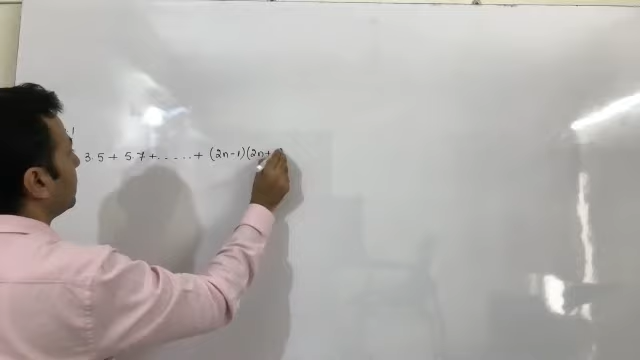 3.5 + 5.7 + ..... + (2n-1)(2n+